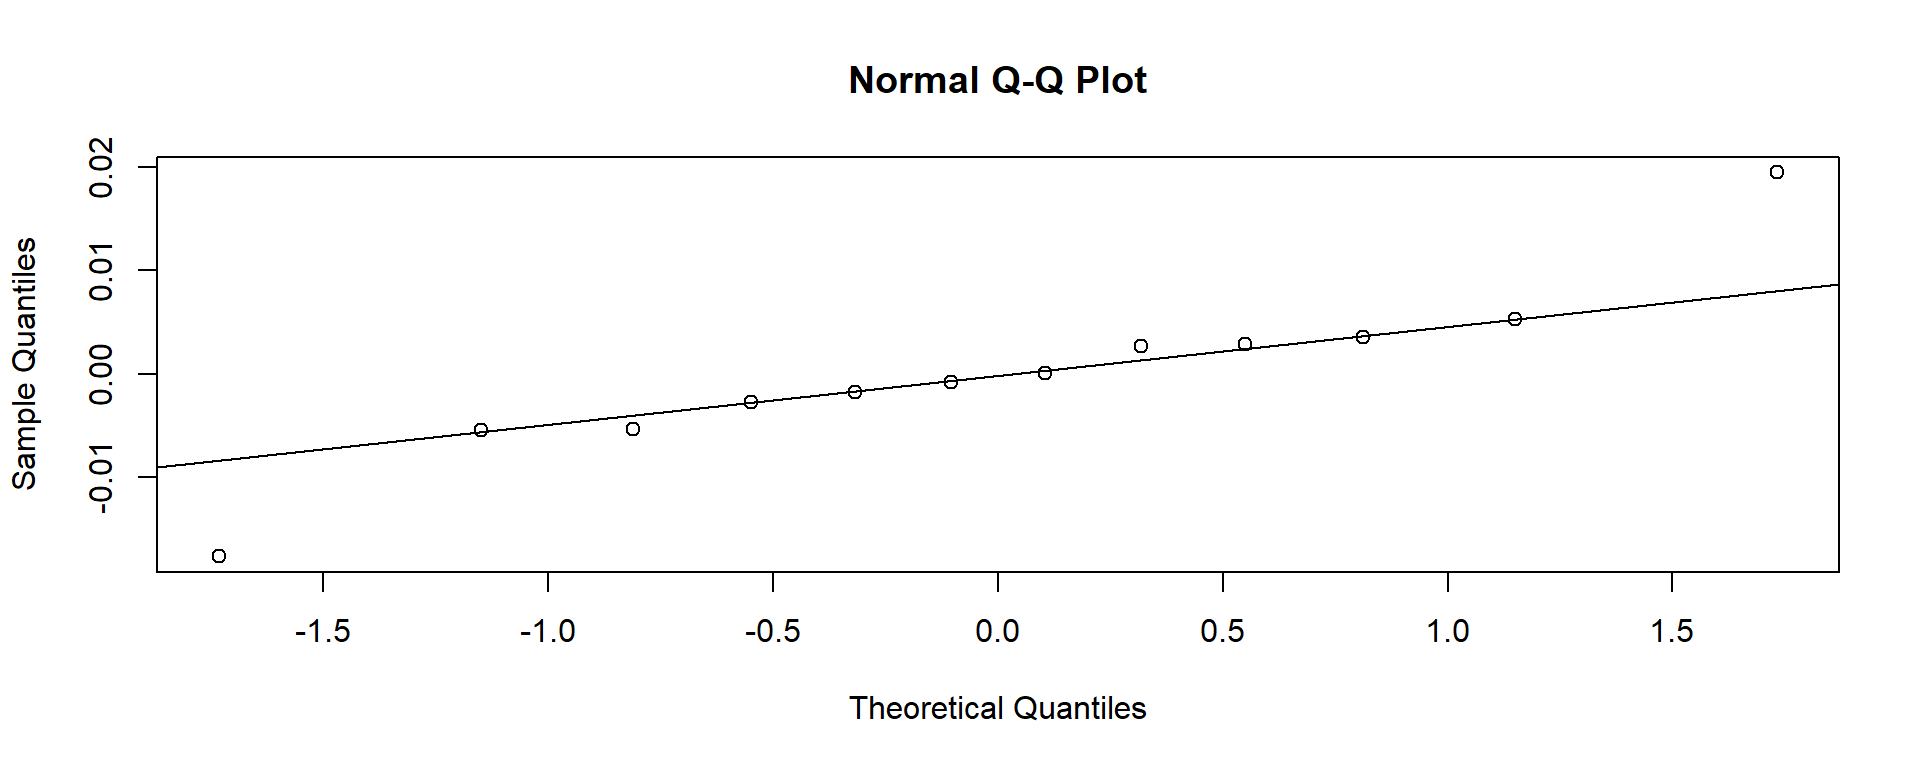 Normal Q-Q Plot
Sample Quantiles
0.02
0.01
0.00
-0.01
-1.5 -1.0 -0.5 0.0 0.5 1.0 1.5
Theoretical Quantiles